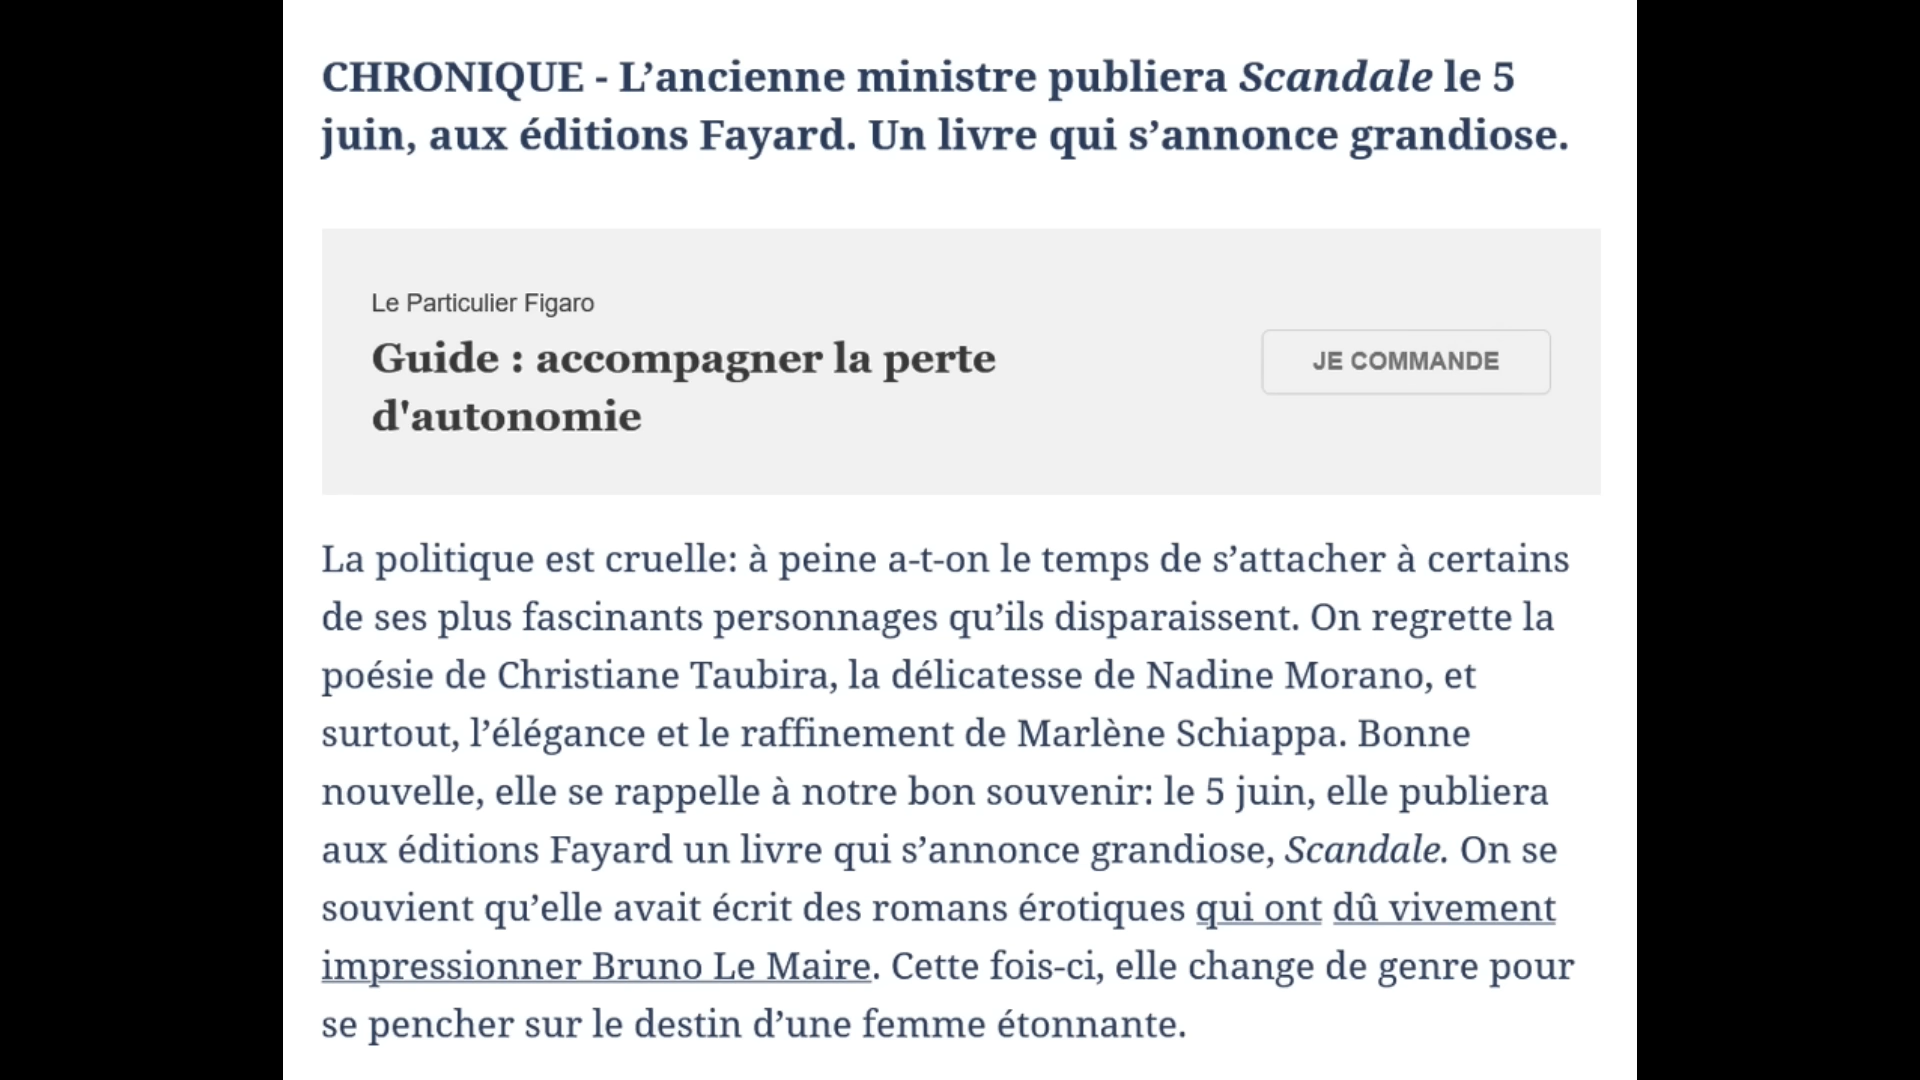 CHRONIQUE - L’ancienne ministre publiera Scandale le 5
juin, aux éditions Fayard. Un livre qui s’annonce grandiose.
Le Particulier Figaro
Guide : accompagner la perte
d'autonomie
JE COMMANDE
La politique est cruelle: à peine a-t-on le temps de s’attacher à certains
de ses plus fascinants personnages qu’ils disparaissent. On regrette la
poésie de Christiane Taubira, la délicatesse de Nadine Morano, et
surtout, l’élégance et le raffinement de Marlène Schiappa. Bonne
nouvelle, elle se rappelle à notre bon souvenir: le 5 juin, elle publiera
aux éditions Fayard un livre qui s’annonce grandiose, Scandale. On se
souvient qu’elle avait écrit des romans érotiques qui ont dû vivement
impressionner Bruno Le Maire. Cette fois-ci, elle change de genre pour
se pencher sur le destin d’une femme étonnante.